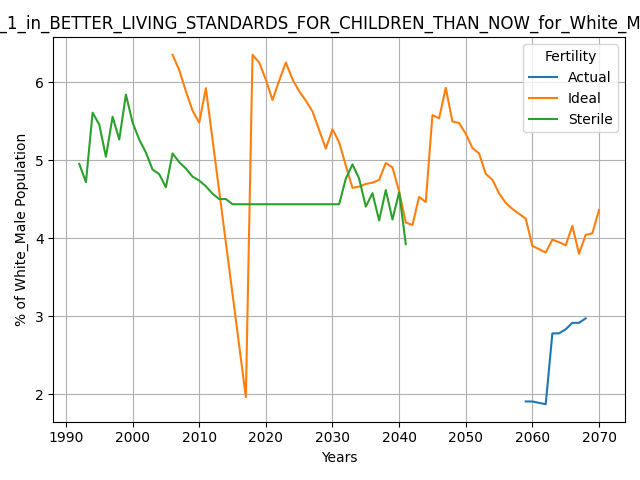 _1_in_BETTER_LIVING_STANDARDS_FOR_CHILDREN_THAN_NOW_for_White_M
Fertility
Actual
Ideal
Sterile
% of White_Male Population
6
5
4
3
2
1990 2000 2010 2020 2030 2040 2050 2060 2070
Years